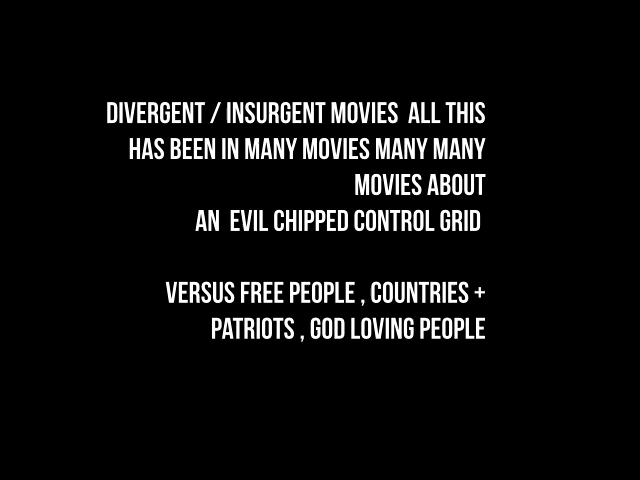 DIVERGENT / INSURGENT MOVIES  ALL THIS
HAS BEEN IN MANY MOVIES MANY MANY
MOVIES ABOUT
AN  EVIL CHIPPED CONTROL GRID
VERSUS FREE PEOPLE , COUNTRIES +
PATRIOTS , GOD LOVING PEOPLE